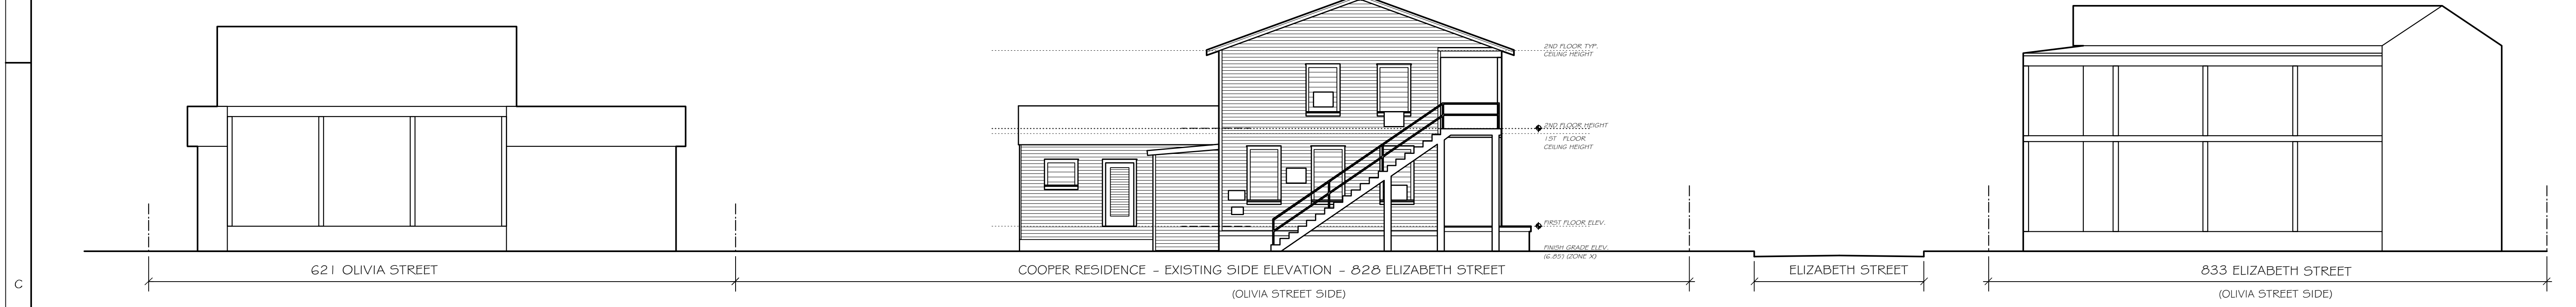 2ND FLOOR TYP.
CEILING HEIGHT
2ND FLOOR HEIGHT
1ST FLOOR
CEILING HEIGHT
FIRST FLOOR ELEV.
FINISH GRADE ELEV.
(6.85') (ZONE X)
C
621 OLIVIA STREET
COOPER RESIDENCE - EXISTING SIDE ELEVATION - 828 ELIZABETH STREET
(OLIVIA STREET SIDE)
ELIZABETH STREET
833 ELIZABETH STREET
(OLIVIA STREET SIDE)